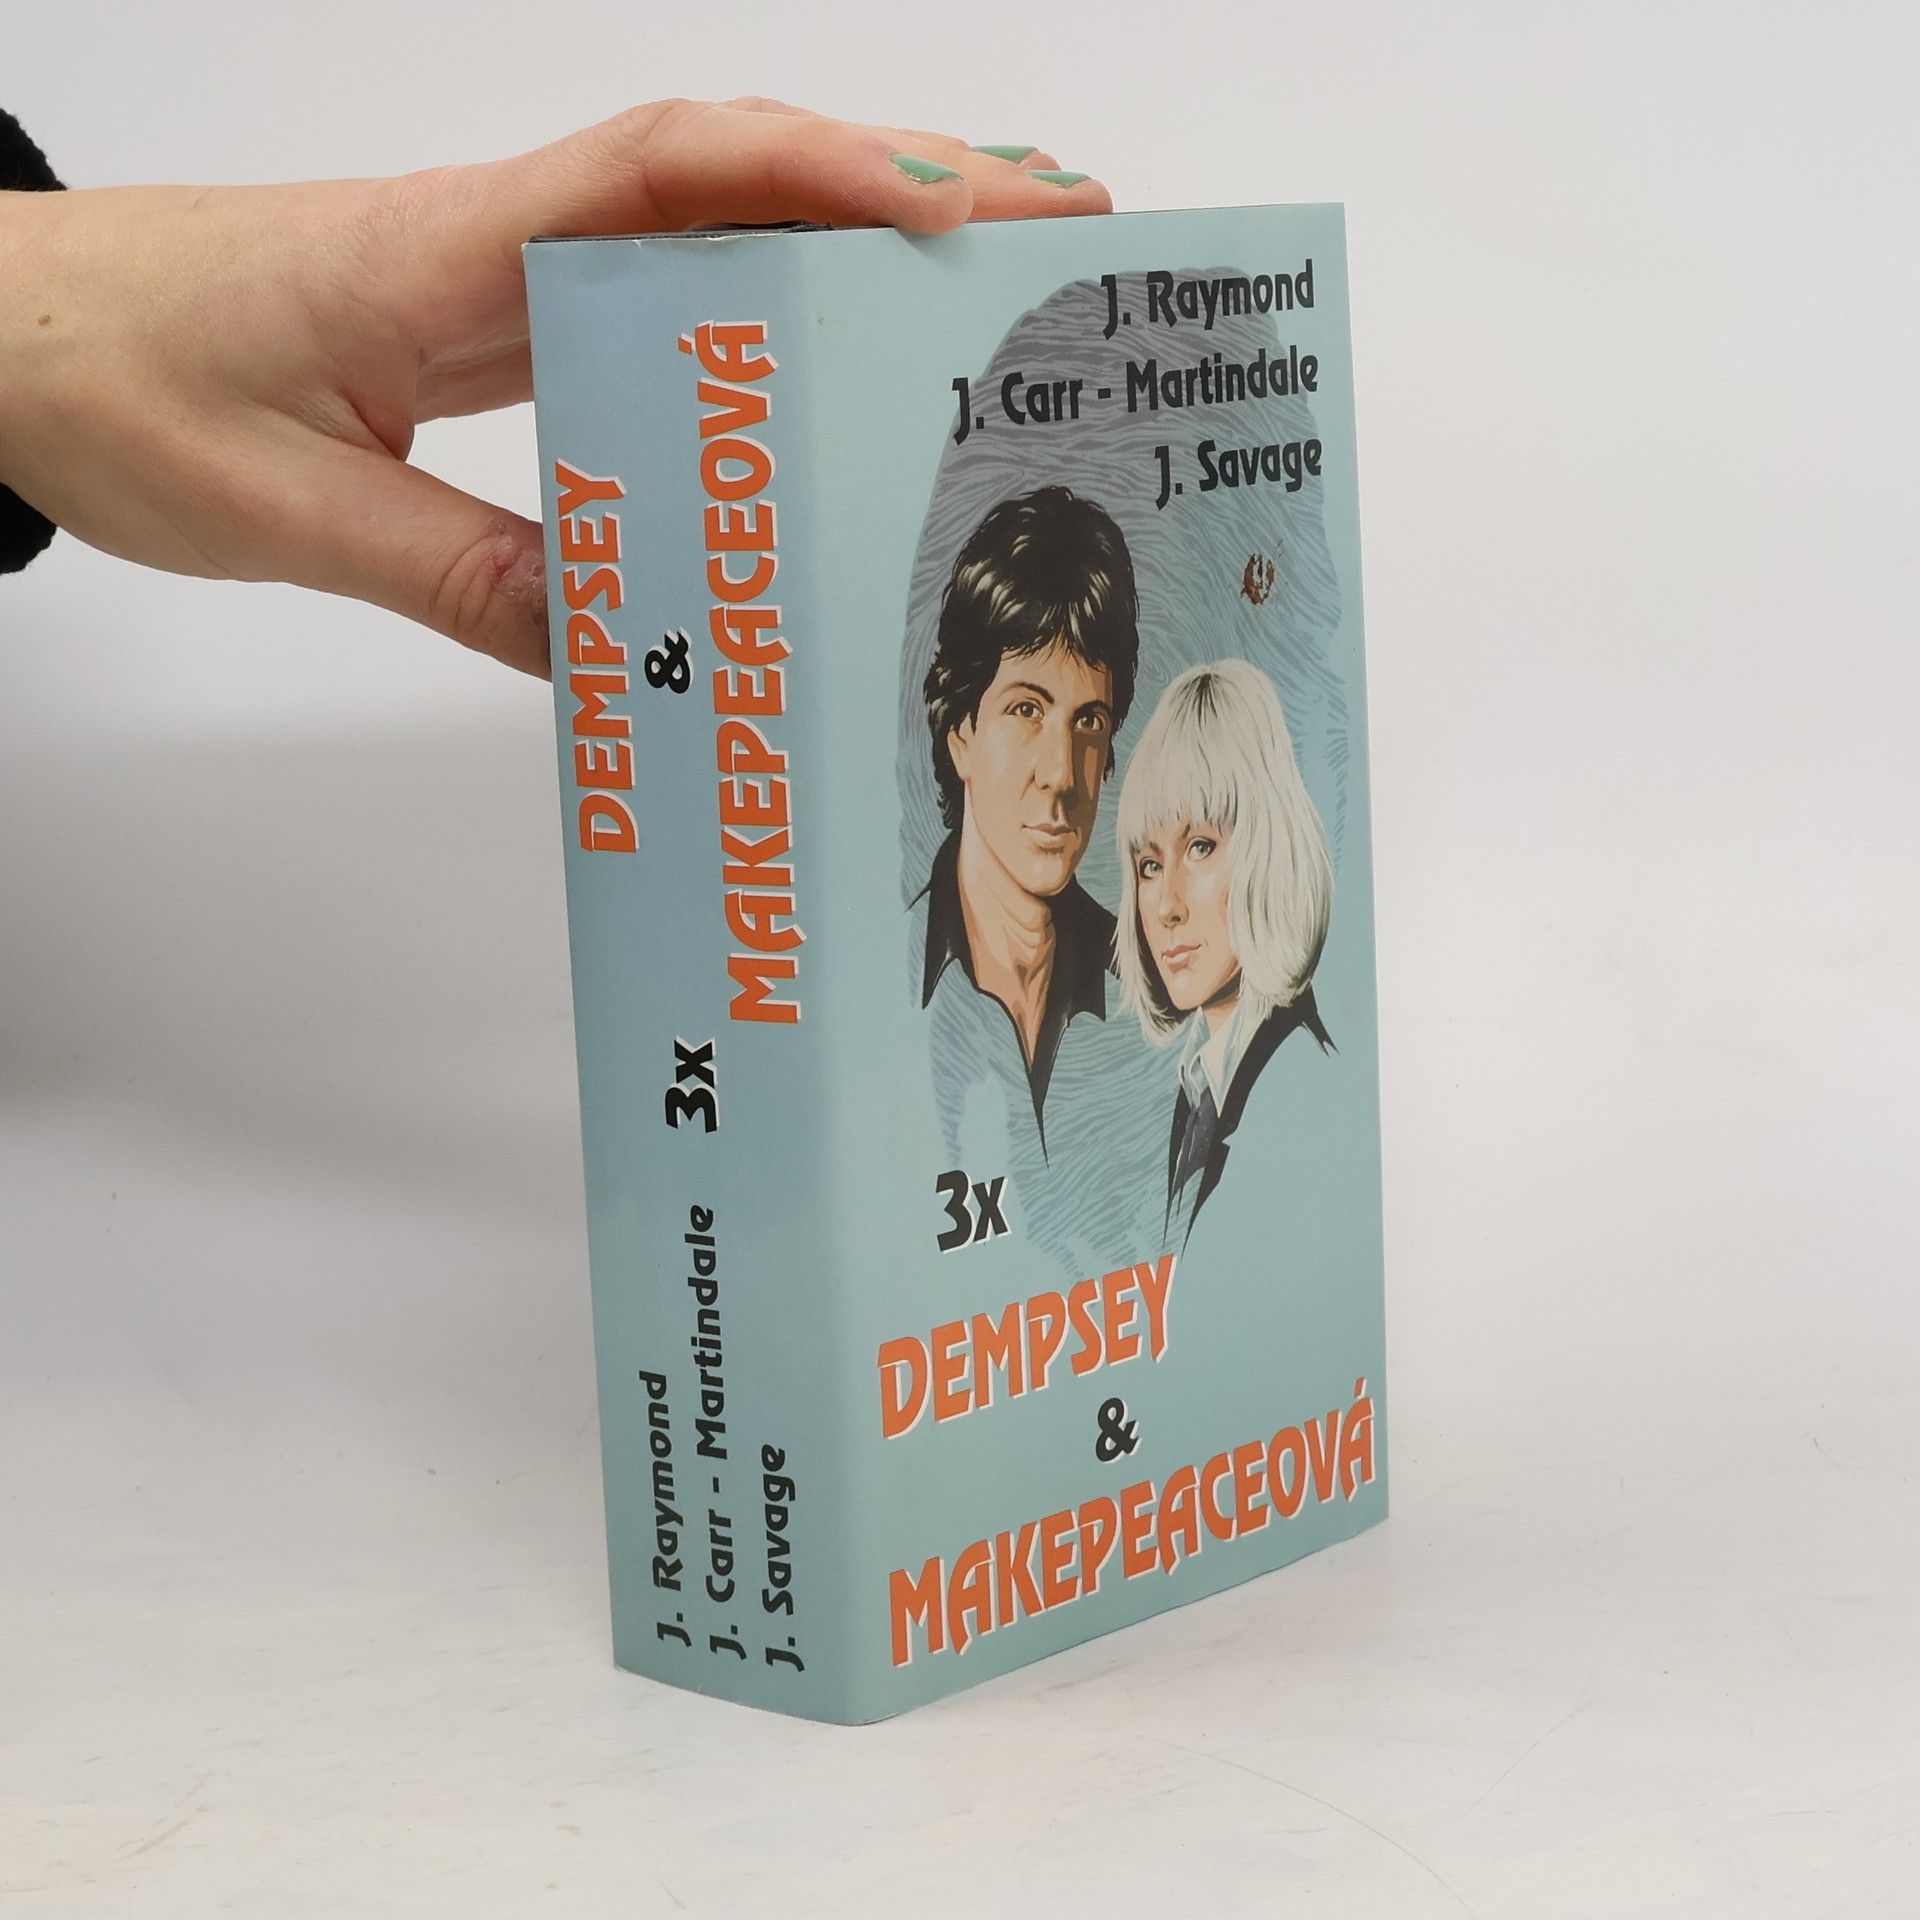 DEMPSEY
&
MAKEPEACEOVÁ
3x
J. Raymond
J. Carr - Martindale
J. Savage
J. Raymond
J. Carr - Martindale
J. Savage
3x
DEMPSEY
&
MAKEPEACEOVÁ